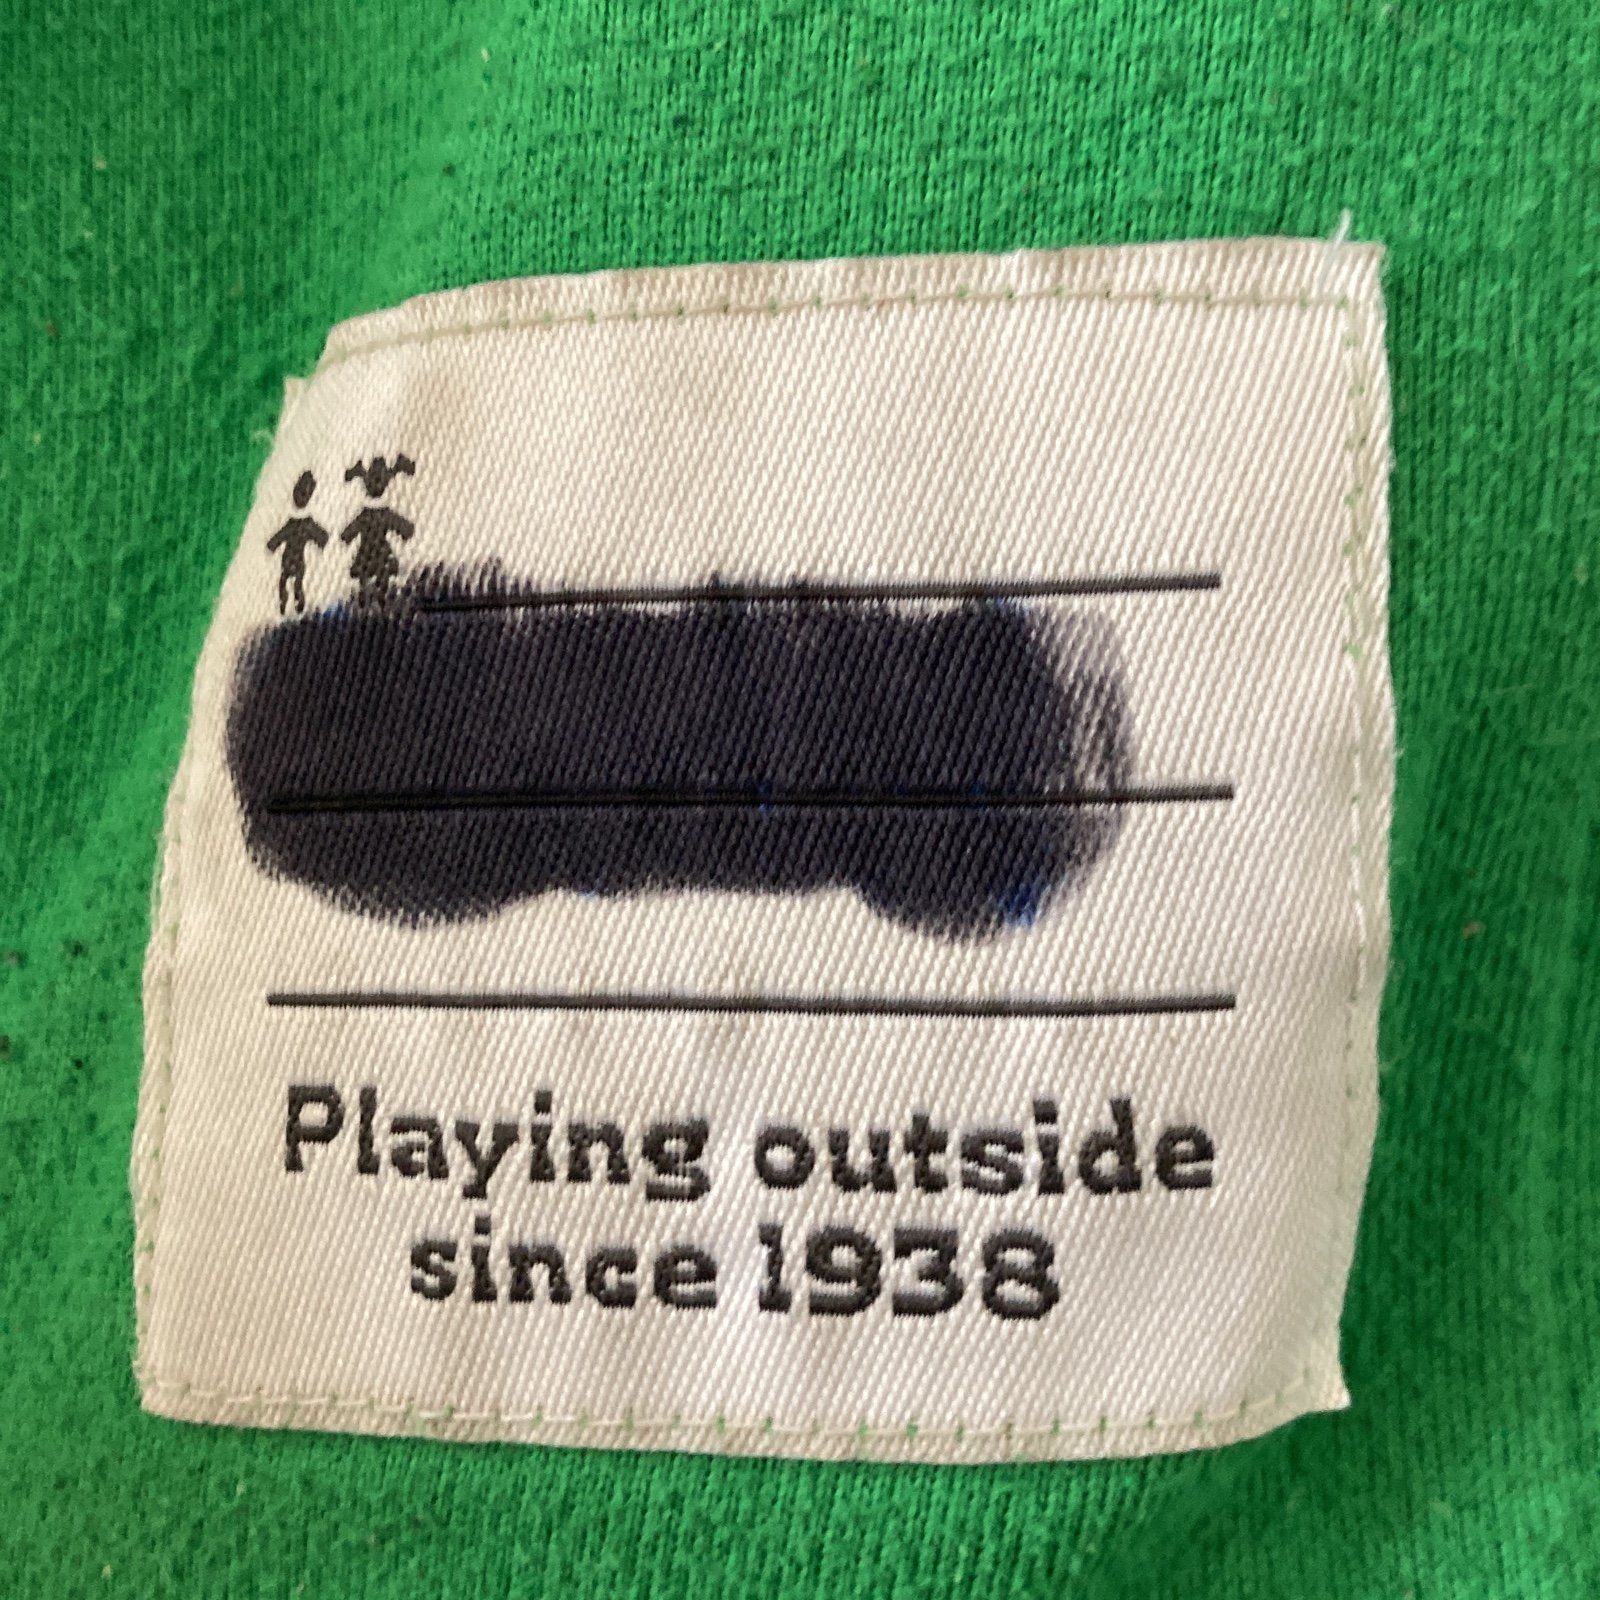 Playing outside
since 1938